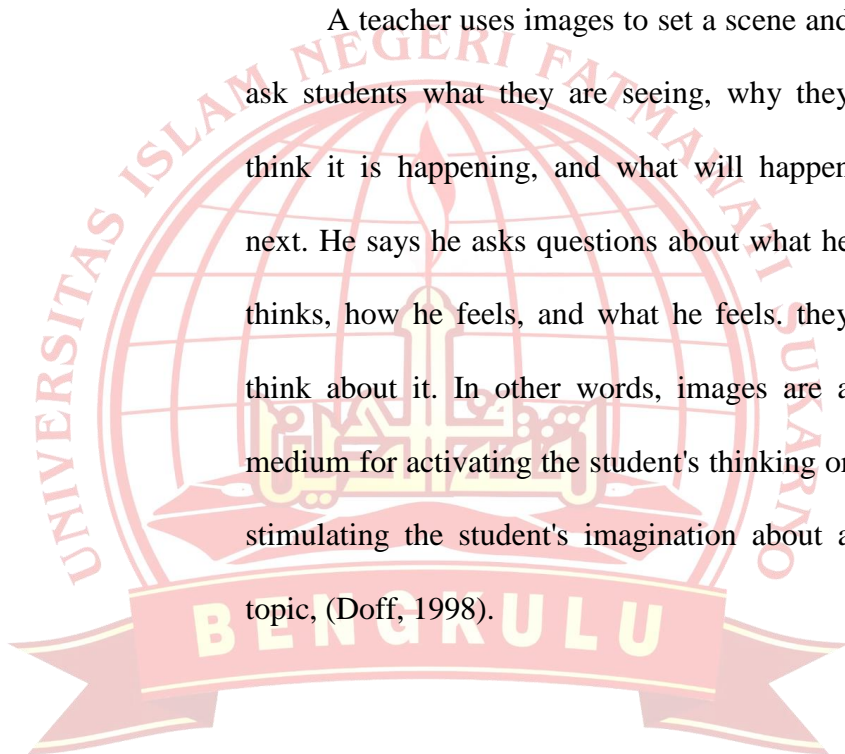 A teacher uses images to set a scene and
ask students what they are seeing, why they
think it is happening, and what will happen
next. He says he asks questions about what he
thinks, how he feels, and what he feels. they
think about it. In other words, images are a
medium for activating the student's thinking or
stimulating the student's imagination about a
topic, (Doff, 1998).
UNIVERSITAS ISLAM NEGERI FATMAWATI SUKARNO
BENGKULU